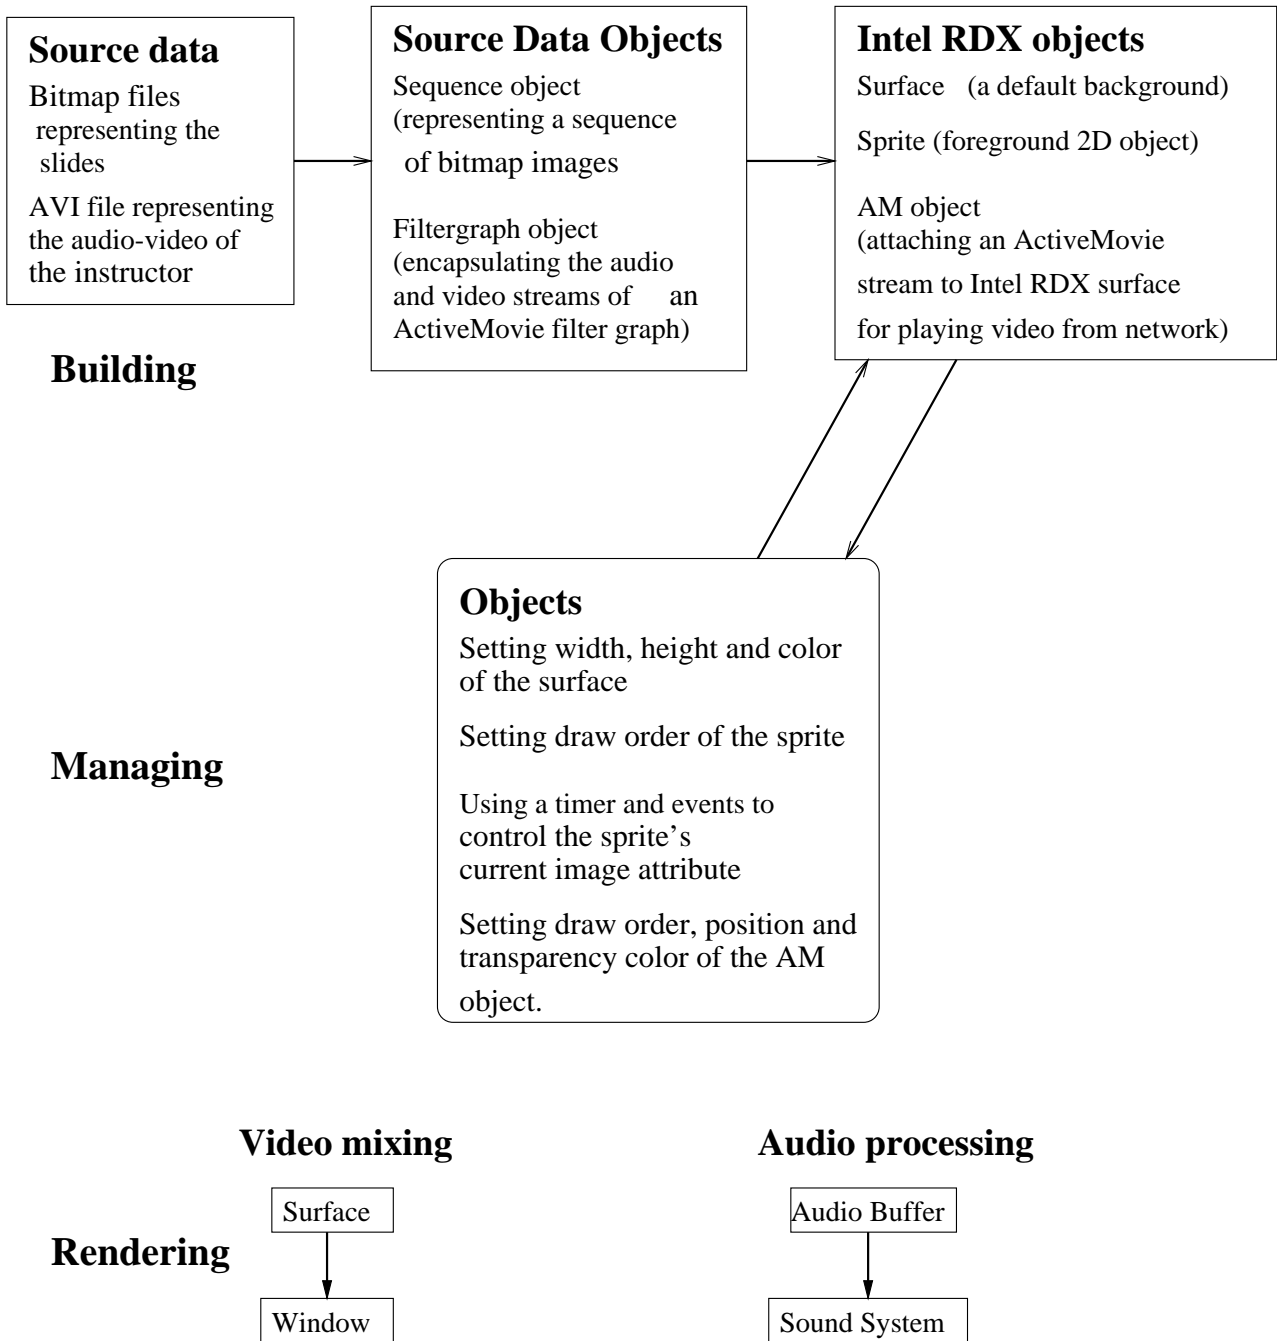 Source data
Bitmap files
representing the
slides
AVI file representing
the audio-video of
the instructor
Source Data Objects
Sequence object
(representing a sequence
of bitmap images
Filtergraph object
(encapsulating the audio
and video streams of an
ActiveMovie filter graph)
Intel RDX objects
Surface (a default background)
Sprite (foreground 2D object)
AM object
(attaching an ActiveMovie
stream to Intel RDX surface
for playing video from network)
Building
Objects
Setting width, height and color
of the surface
Setting draw order of the sprite
Using a timer and events to
control the sprite's
current image attribute
Setting draw order, position and
transparency color of the AM
object.
Managing
Video mixing
Audio processing
Surface
Audio Buffer
Rendering
Window
Sound System